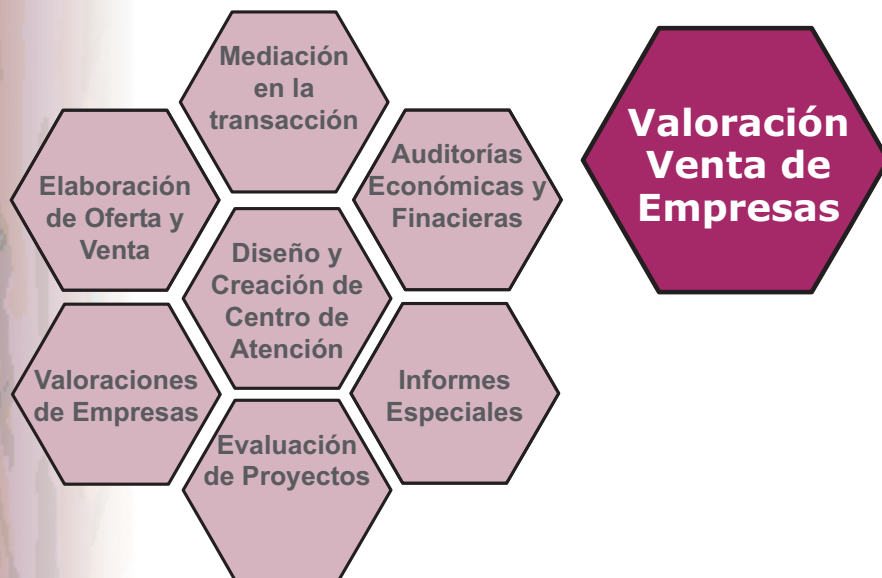 Mediación
en la
transacción
Auditorías
Económicas y
Finacieras
Elaboración
de Oferta y
Venta
Diseño y
Creación de
Centro de
Atención
Valoraciones
de Empresas
Informes
Especiales
Evaluación
de Proyectos
Valoración
Venta de
Empresas